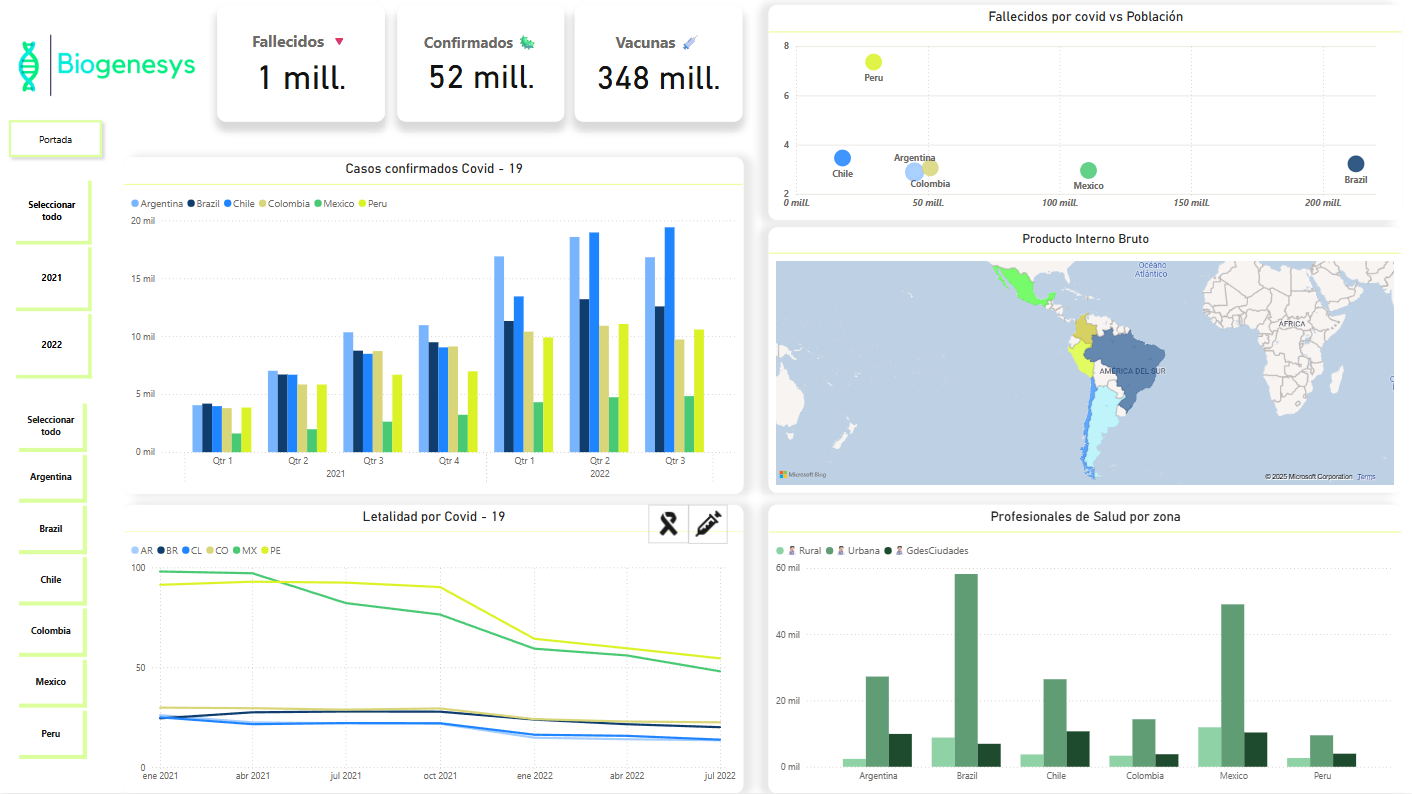 Biogenesys
Fallecidos
1 mill.
Confirmados
52 mill.
Vacunas
348 mill.
Portada
Seleccionar
todo
2021
2022
Seleccionar
todo
Argentina
Brazil
Chile
Colombia
Mexico
Peru
Casos confirmados Covid - 19
Argentina Brazil Chile Colombia Mexico Peru
20 mil
15 mil
10 mil
5 mil
0 mil
Qtr 1 Qtr 2 Qtr 3 Qtr 4 Qtr 1 Qtr 2 Qtr 3
2021 2022
Letalidad por Covid - 19
AR BR CL CO MX PE
100
50
0
ene 2021 abr 2021 jul 2021 oct 2021 ene 2022 abr 2022 jul 2022
Fallecidos por covid vs Población
8
6
4
2
Peru
Chile
Argentina
Colombia
Mexico
Brazil
0 mill. 50 mill. 100 mill. 150 mill. 200 mill.
Producto Interno Bruto
Océano
Atlántico
ÁFRICA
AMÉRICA DEL SUR
Microsoft Bing
© 2025 Microsoft Corporation Terms
Profesionales de Salud por zona
Rural Urbana GdesCiudades
60 mil
40 mil
20 mil
0 mil
Argentina Brazil Chile Colombia Mexico Peru